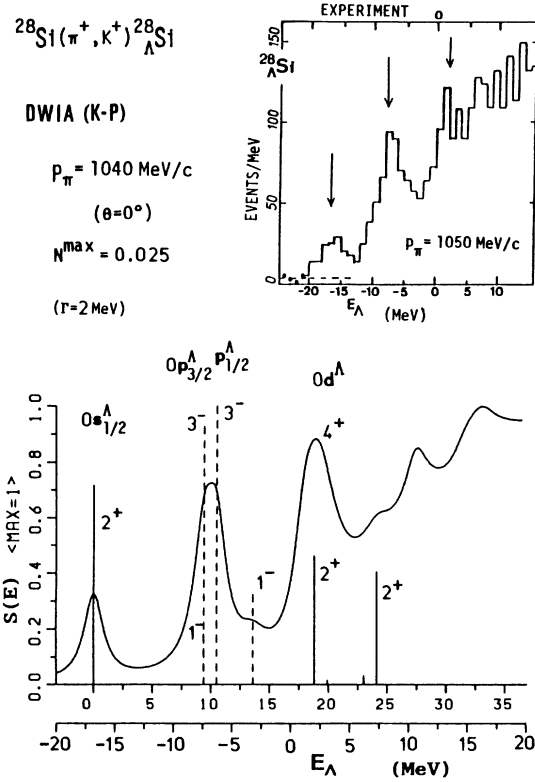 ²⁸Si(π⁺,K⁺)²⁸ΛSi
DWIA (K-P)
pπ = 1040 MeV/c
(θ=0°)
Nᵐᵃˣ = 0.025
(Γ=2 MeV)
EXPERIMENT 0
²⁸ΛSi
EVENTS/MeV
150
100
50
0
pπ = 1050 MeV/c
-20 -15 -10 -5 0 5 10
EΛ (MeV)
0sΛ1/2 0pΛ3/2 pΛ1/2 0dΛ
S(E) <MAX=1>
1.0
0.8
0.6
0.4
0.2
0.0
2⁺ 3⁻ 3⁻ 1⁻ 1⁻ 4⁺ 2⁺ 2⁺
0 5 10 15 20 25 30 35
-20 -15 -10 -5 0 5 10 15 20
EΛ (MeV)